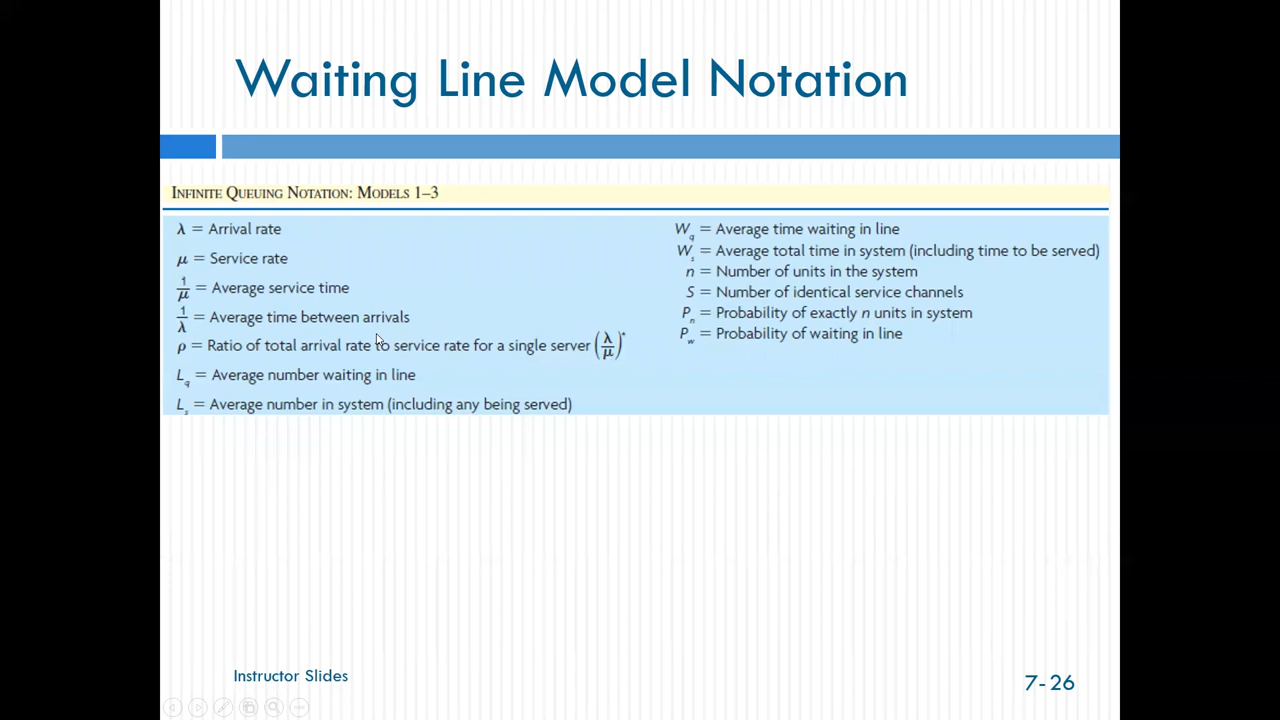 Waiting Line Model Notation
INFINITE QUEUING NOTATION: MODELS 1–3
λ = Arrival rate
μ = Service rate
1/μ = Average service time
1/λ = Average time between arrivals
ρ = Ratio of total arrival rate to service rate for a single server (λ/μ)*
Lq = Average number waiting in line
Ls = Average number in system (including any being served)
Wq = Average time waiting in line
Ws = Average total time in system (including time to be served)
n = Number of units in the system
S = Number of identical service channels
Pn = Probability of exactly n units in system
Pw = Probability of waiting in line
Instructor Slides
7-26